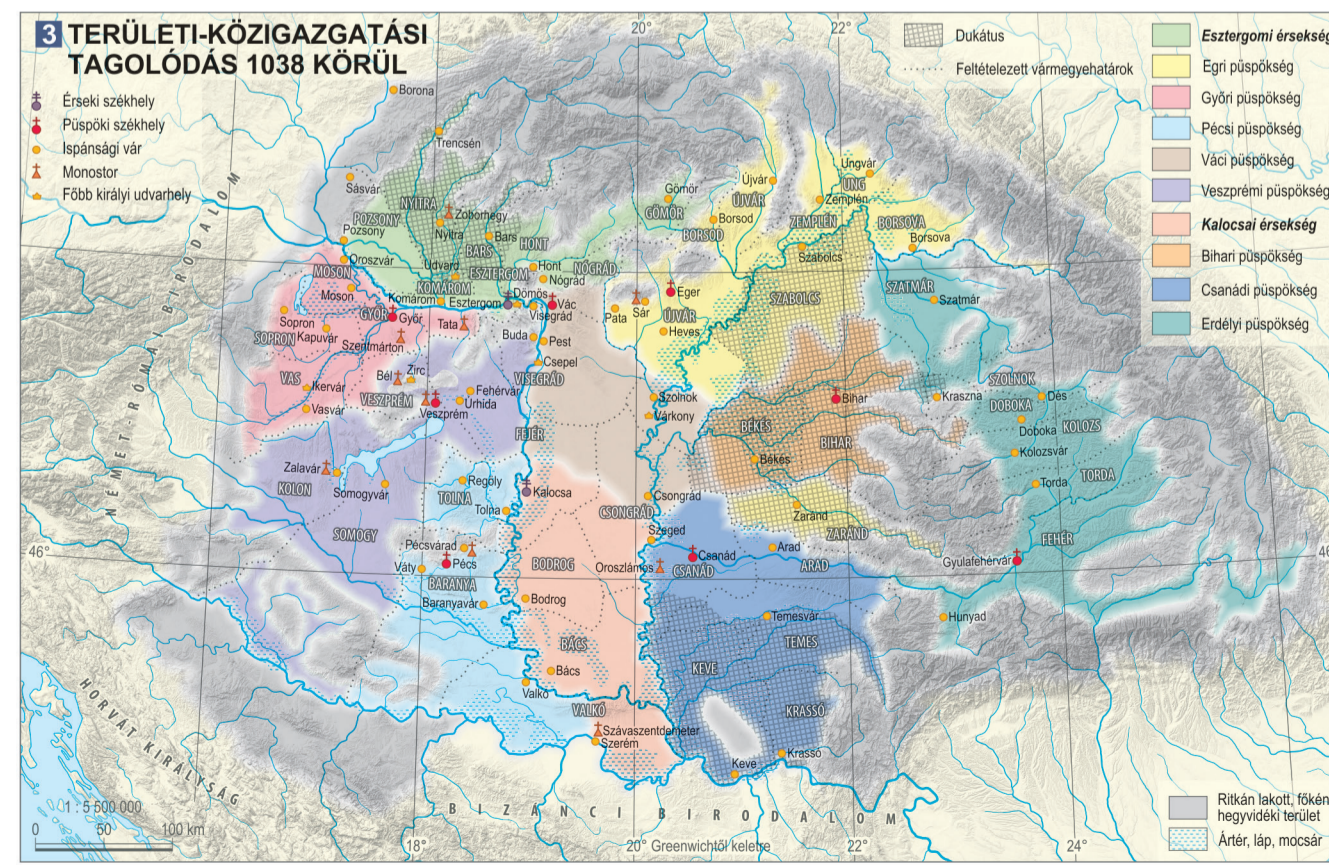 3 TERÜLETI-KÖZIGAZGATÁSI
TAGOLÓDÁS 1038 KÖRÜL
Érseki székhely
Püspöki székhely
Ispánsági vár
Monostor
Főbb királyi udvarhely
Dukátus
Feltételezett vármegyehatárok
Esztergomi érsekség
Egri püspökség
Győri püspökség
Pécsi püspökség
Váci püspökség
Veszprémi püspökség
Kalocsai érsekség
Bihari püspökség
Csanádi püspökség
Erdélyi püspökség
20°
22°
NÉMET-RÓMAI BIRODALOM
Borona
Trencsén
Sásvár
NYITRA
Zoborhegy
Nyitra
POZSONY
Pozsony
BARS
Bars
HONT
Hont
Oroszvár
MOSON
Moson
Udvard
KOMÁROM
Komárom
ESZTERGOM
Esztergom
NÓGRÁD
Nógrád
Dömös
Visegrád
Vác
GÖMÖR
Gömör
BORSOD
Borsod
ÚJVÁR
Újvár
ZEMPLÉN
Zemplén
UNG
Ungvár
BORSOVA
Borsova
Szabolcs
SZABOLCS
SZATMÁR
Szatmár
Sopron
SOPRON
Kapuvár
GYŐR
Győr
Szentmárton
Tata
Buda
Pest
Csepel
VISEGRÁD
Pata
Sár
Eger
ÚJVÁR
Heves
VAS
Ikervár
Vasvár
Bél
Zirc
VESZPRÉM
Veszprém
Fehérvár
Úrhida
FEJÉR
Szolnok
Várkony
BÉKÉS
Békés
BIHAR
Bihar
SZOLNOK
Kraszna
DOBOKA
Doboka
Dés
KOLOZS
Kolozsvár
TORDA
Torda
Zalavár
KOLON
Somogyvár
SOMOGY
Regöly
TOLNA
Tolna
Kalocsa
CSONGRÁD
Csongrád
Zaránd
ZARÁND
FEHÉR
Gyulafehérvár
46°
46
Pécsvárad
Pécs
Váty
BARANYA
Baranyavár
BODROG
Bodrog
Szeged
Oroszlámos
CSANÁD
Csanád
Arad
ARAD
Hunyad
BÁCS
Bács
Valkó
VALKÓ
Temesvár
TEMES
KEVE
KRASSÓ
Krassó
Keve
Szávaszentdemeter
Szerém
HORVÁT KIRÁLYSÁG
BIZÁNCI BIRODALOM
1 : 5 500 000
0 50 100 km
18°
20° Greenwichtől keletre
22°
24°
Ritkán lakott, főként
hegyvidéki terület
Ártér, láp, mocsár